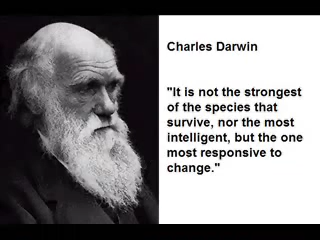 Charles Darwin
"It is not the strongest
of the species that
survive, nor the most
intelligent, but the one
most responsive to
change."